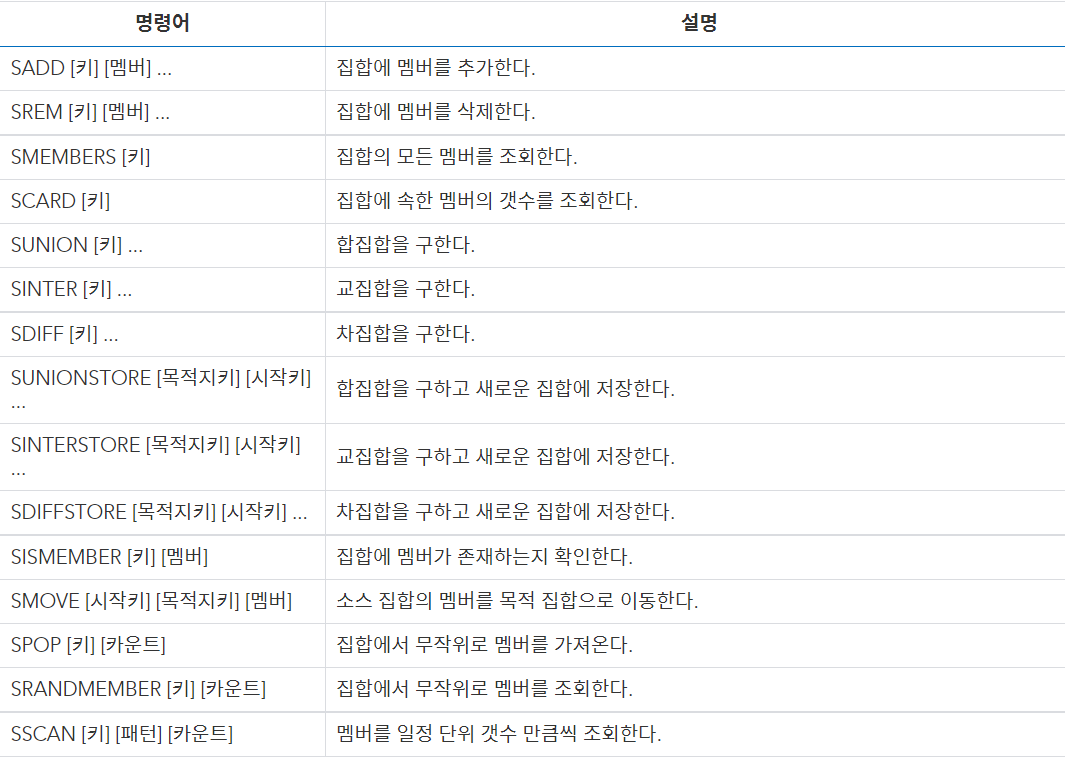 명령어 설명
SADD [키] [멤버] ... 집합에 멤버를 추가한다.
SREM [키] [멤버] ... 집합에 멤버를 삭제한다.
SMEMBERS [키] 집합의 모든 멤버를 조회한다.
SCARD [키] 집합에 속한 멤버의 갯수를 조회한다.
SUNION [키] ... 합집합을 구한다.
SINTER [키] ... 교집합을 구한다.
SDIFF [키] ... 차집합을 구한다.
SUNIONSTORE [목적지키] [시작키]
... 합집합을 구하고 새로운 집합에 저장한다.
SINTERSTORE [목적지키] [시작키]
... 교집합을 구하고 새로운 집합에 저장한다.
SDIFFSTORE [목적지키] [시작키] ... 차집합을 구하고 새로운 집합에 저장한다.
SISMEMBER [키] [멤버] 집합에 멤버가 존재하는지 확인한다.
SMOVE [시작키] [목적지키] [멤버] 소스 집합의 멤버를 목적 집합으로 이동한다.
SPOP [키] [카운트] 집합에서 무작위로 멤버를 가져온다.
SRANDMEMBER [키] [카운트] 집합에서 무작위로 멤버를 조회한다.
SSCAN [키] [패턴] [카운트] 멤버를 일정 단위 갯수 만큼씩 조회한다.